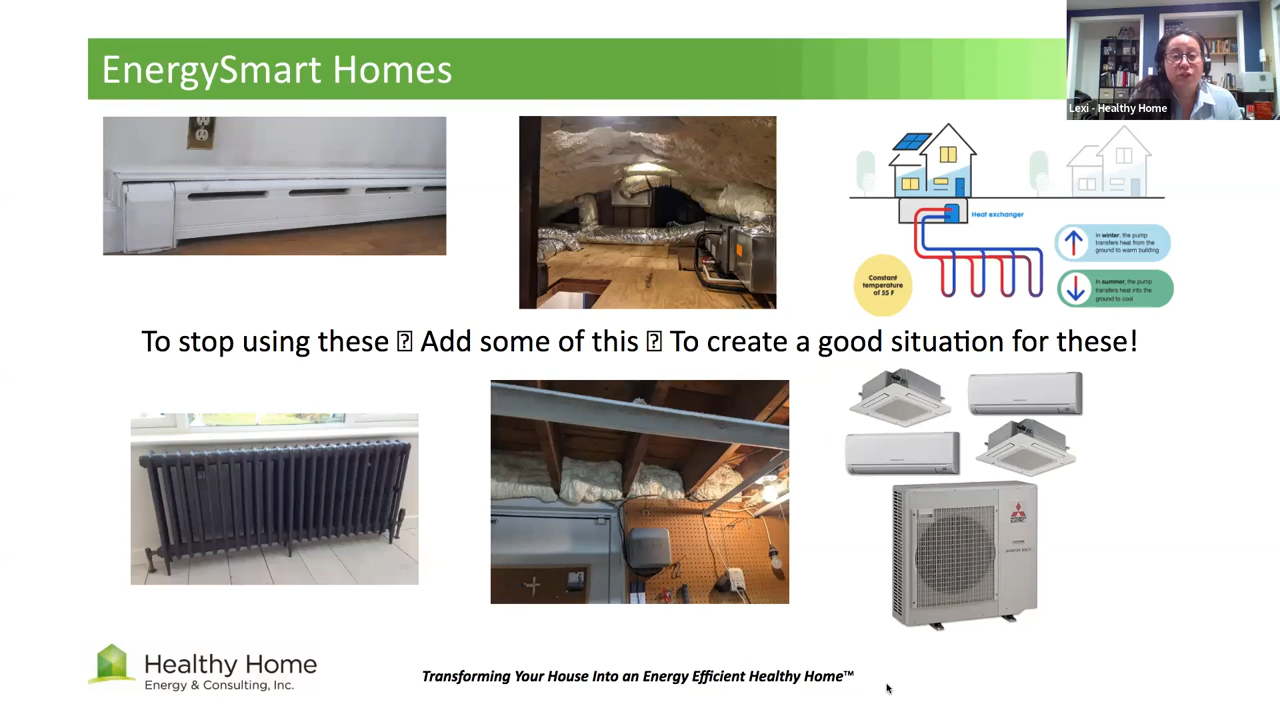 EnergySmart Homes
Lexi - Healthy Home
Heat exchanger
In winter, the pump
transfers heat from the
ground to warm building
Constant
temperature
of 55 F
In summer, the pump
transfers heat into the
ground to cool
To stop using these 🠞 Add some of this 🠞 To create a good situation for these!
MITSUBISHI
ELECTRIC
Healthy Home
Energy & Consulting, Inc.
Transforming Your House Into an Energy Efficient Healthy Home™